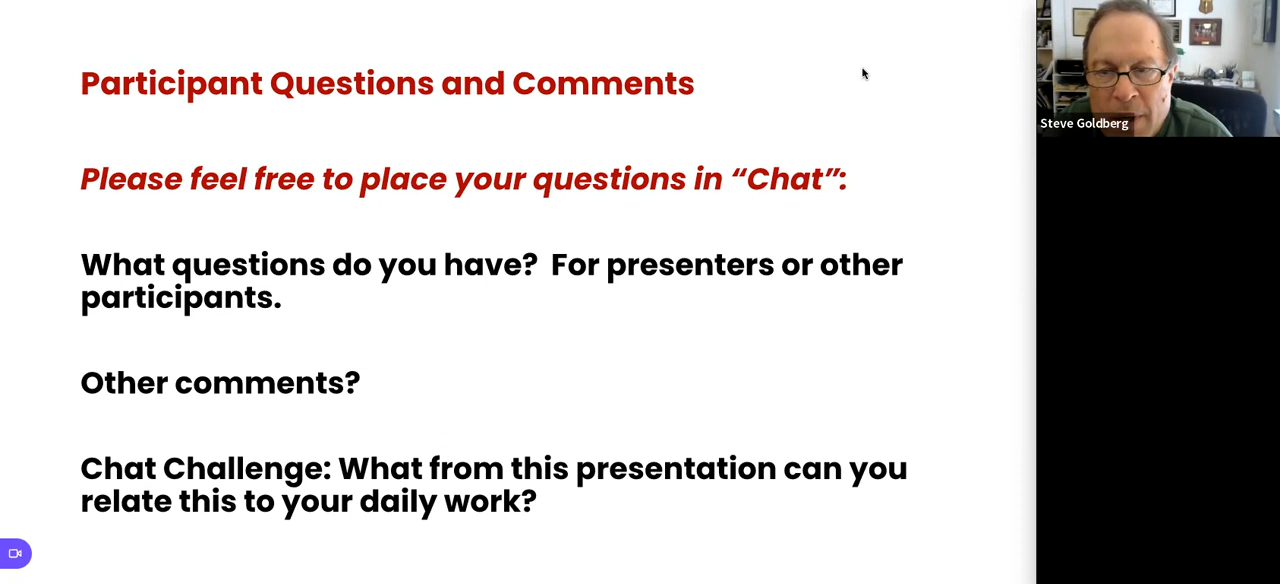 Participant Questions and Comments
Please feel free to place your questions in “Chat”:
What questions do you have?  For presenters or other
participants.
Other comments?
Chat Challenge: What from this presentation can you
relate this to your daily work?
Steve Goldberg